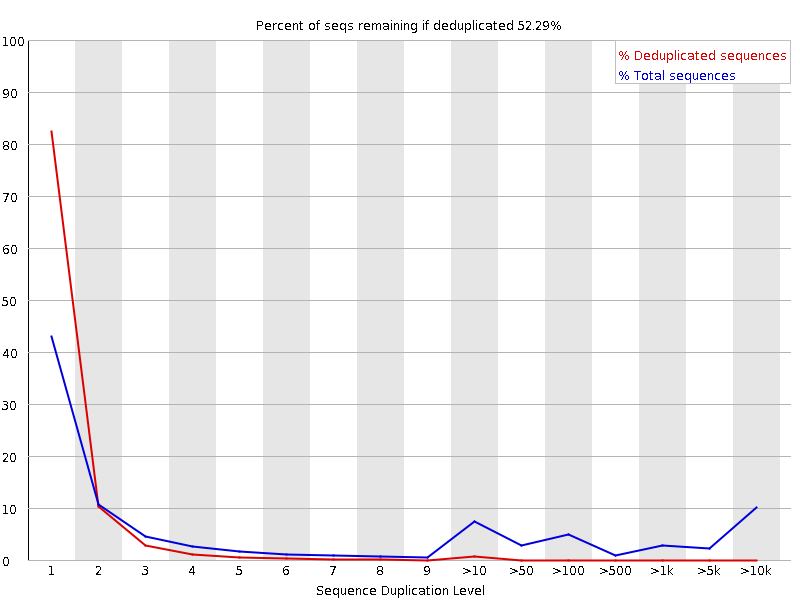 Percent of seqs remaining if deduplicated 52.29%
% Deduplicated sequences
% Total sequences
100
90
80
70
60
50
40
30
20
10
0
1 2 3 4 5 6 7 8 9 >10 >50 >100 >500 >1k >5k >10k
Sequence Duplication Level